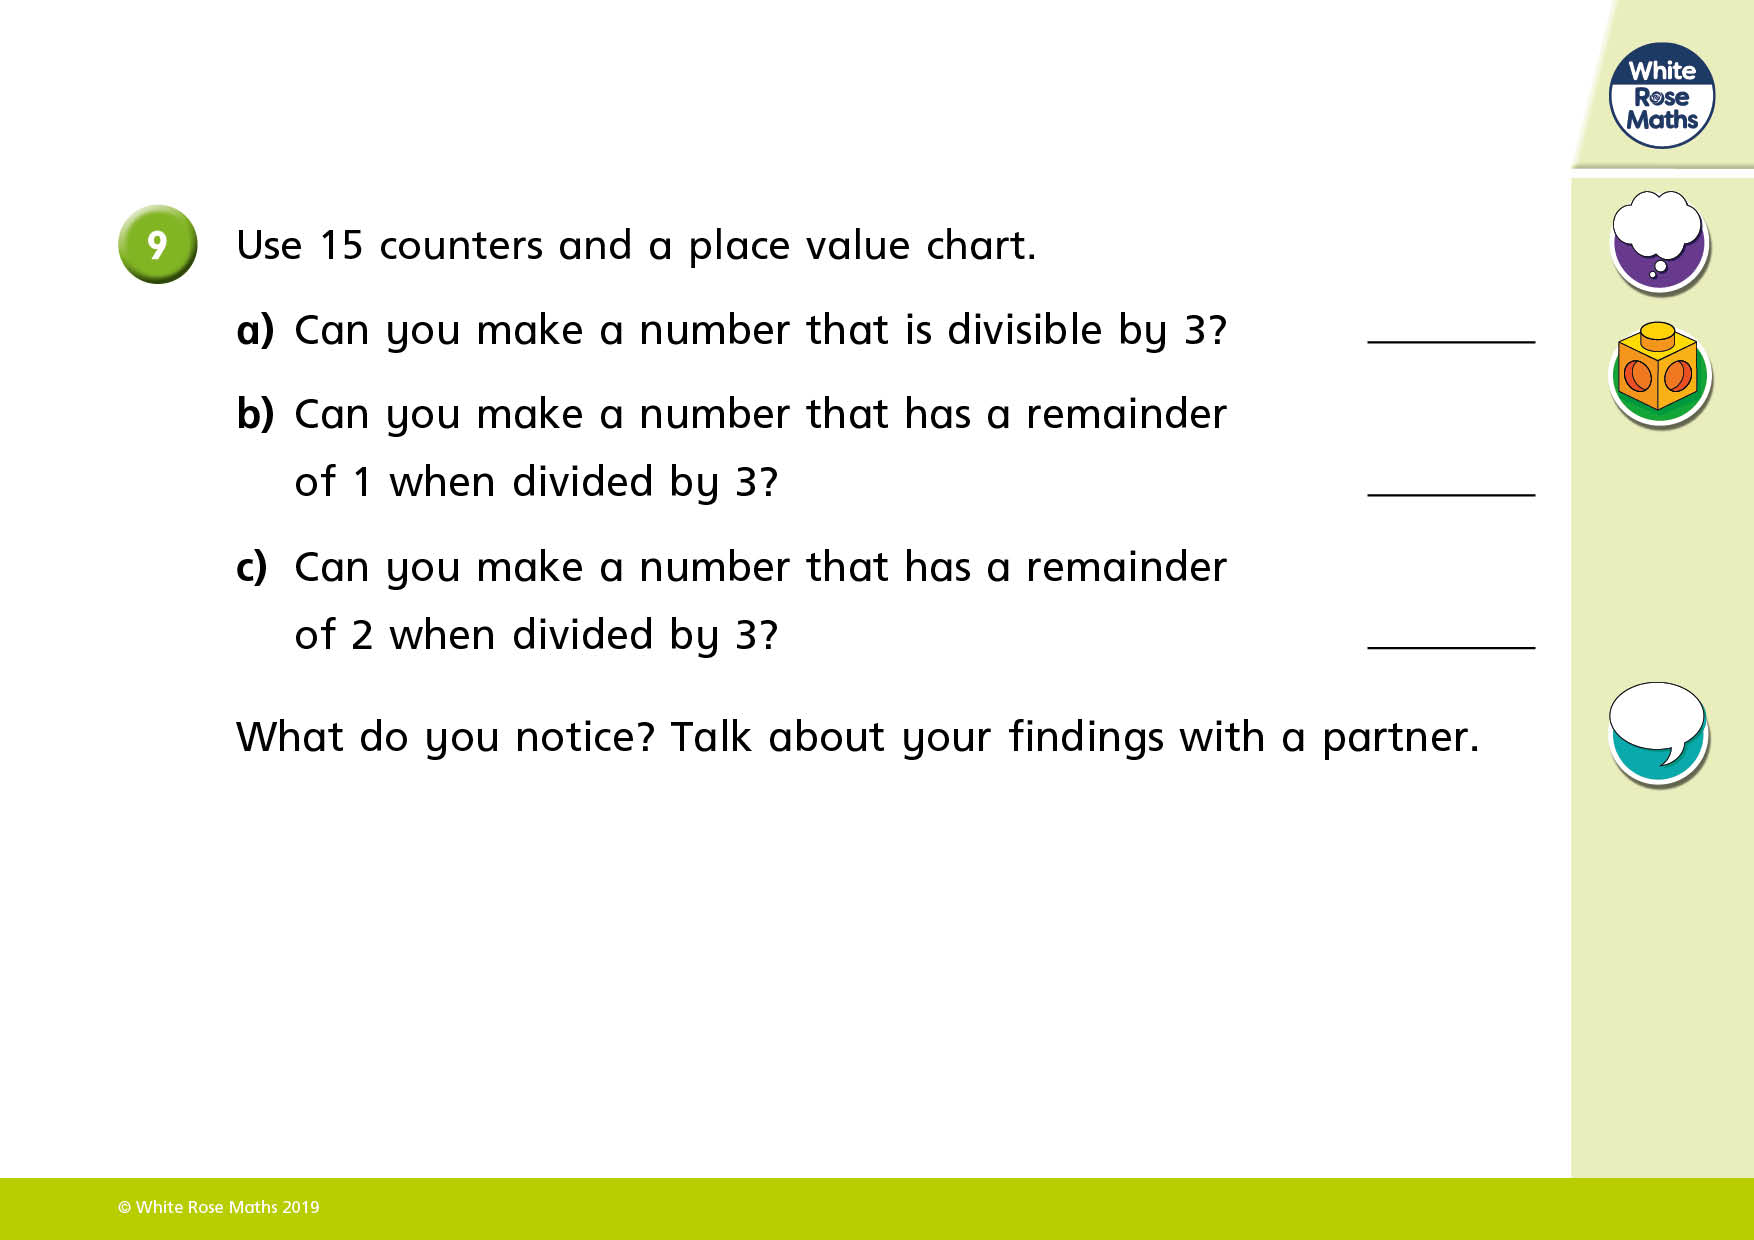 White
Rose
Maths
9 Use 15 counters and a place value chart.
a) Can you make a number that is divisible by 3?
b) Can you make a number that has a remainder
of 1 when divided by 3?
c) Can you make a number that has a remainder
of 2 when divided by 3?
What do you notice? Talk about your findings with a partner.
© White Rose Maths 2019